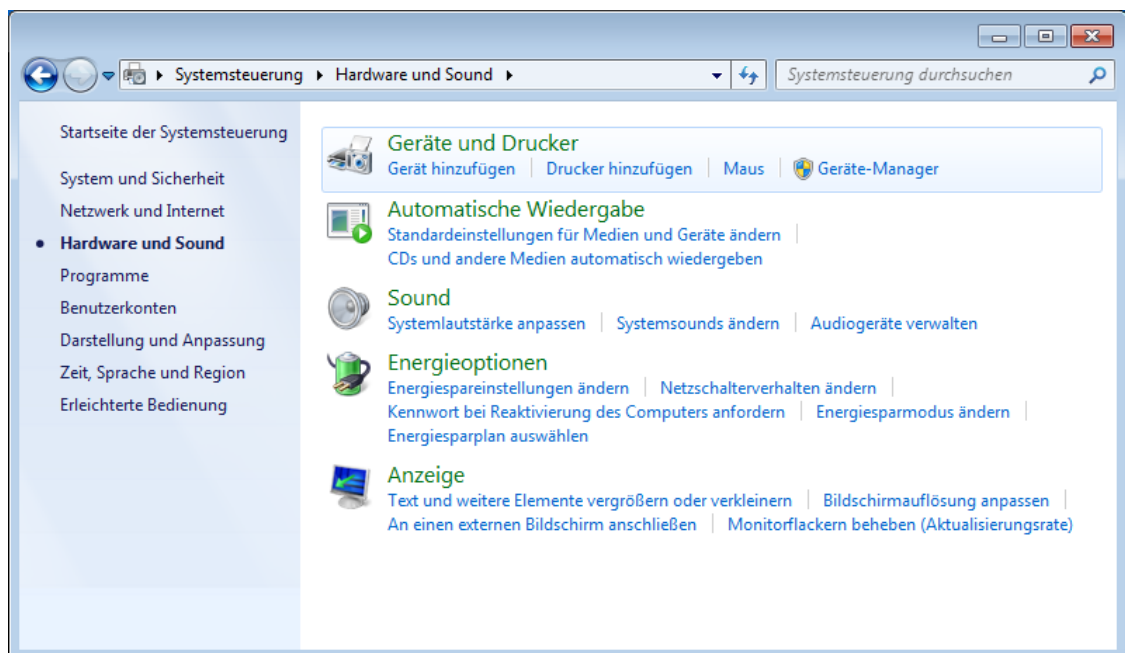 Systemsteuerung Hardware und Sound
Systemsteuerung durchsuchen
Startseite der Systemsteuerung
System und Sicherheit
Netzwerk und Internet
Hardware und Sound
Programme
Benutzerkonten
Darstellung und Anpassung
Zeit, Sprache und Region
Erleichterte Bedienung
Geräte und Drucker
Gerät hinzufügen Drucker hinzufügen Maus Geräte-Manager
Automatische Wiedergabe
Standardeinstellungen für Medien und Geräte ändern
CDs und andere Medien automatisch wiedergeben
Sound
Systemlautstärke anpassen Systemsounds ändern Audiogeräte verwalten
Energieoptionen
Energiespareinstellungen ändern Netzschalterverhalten ändern
Kennwort bei Reaktivierung des Computers anfordern Energiesparmodus ändern
Energiesparplan auswählen
Anzeige
Text und weitere Elemente vergrößern oder verkleinern Bildschirmauflösung anpassen
An einen externen Bildschirm anschließen Monitorflackern beheben (Aktualisierungsrate)